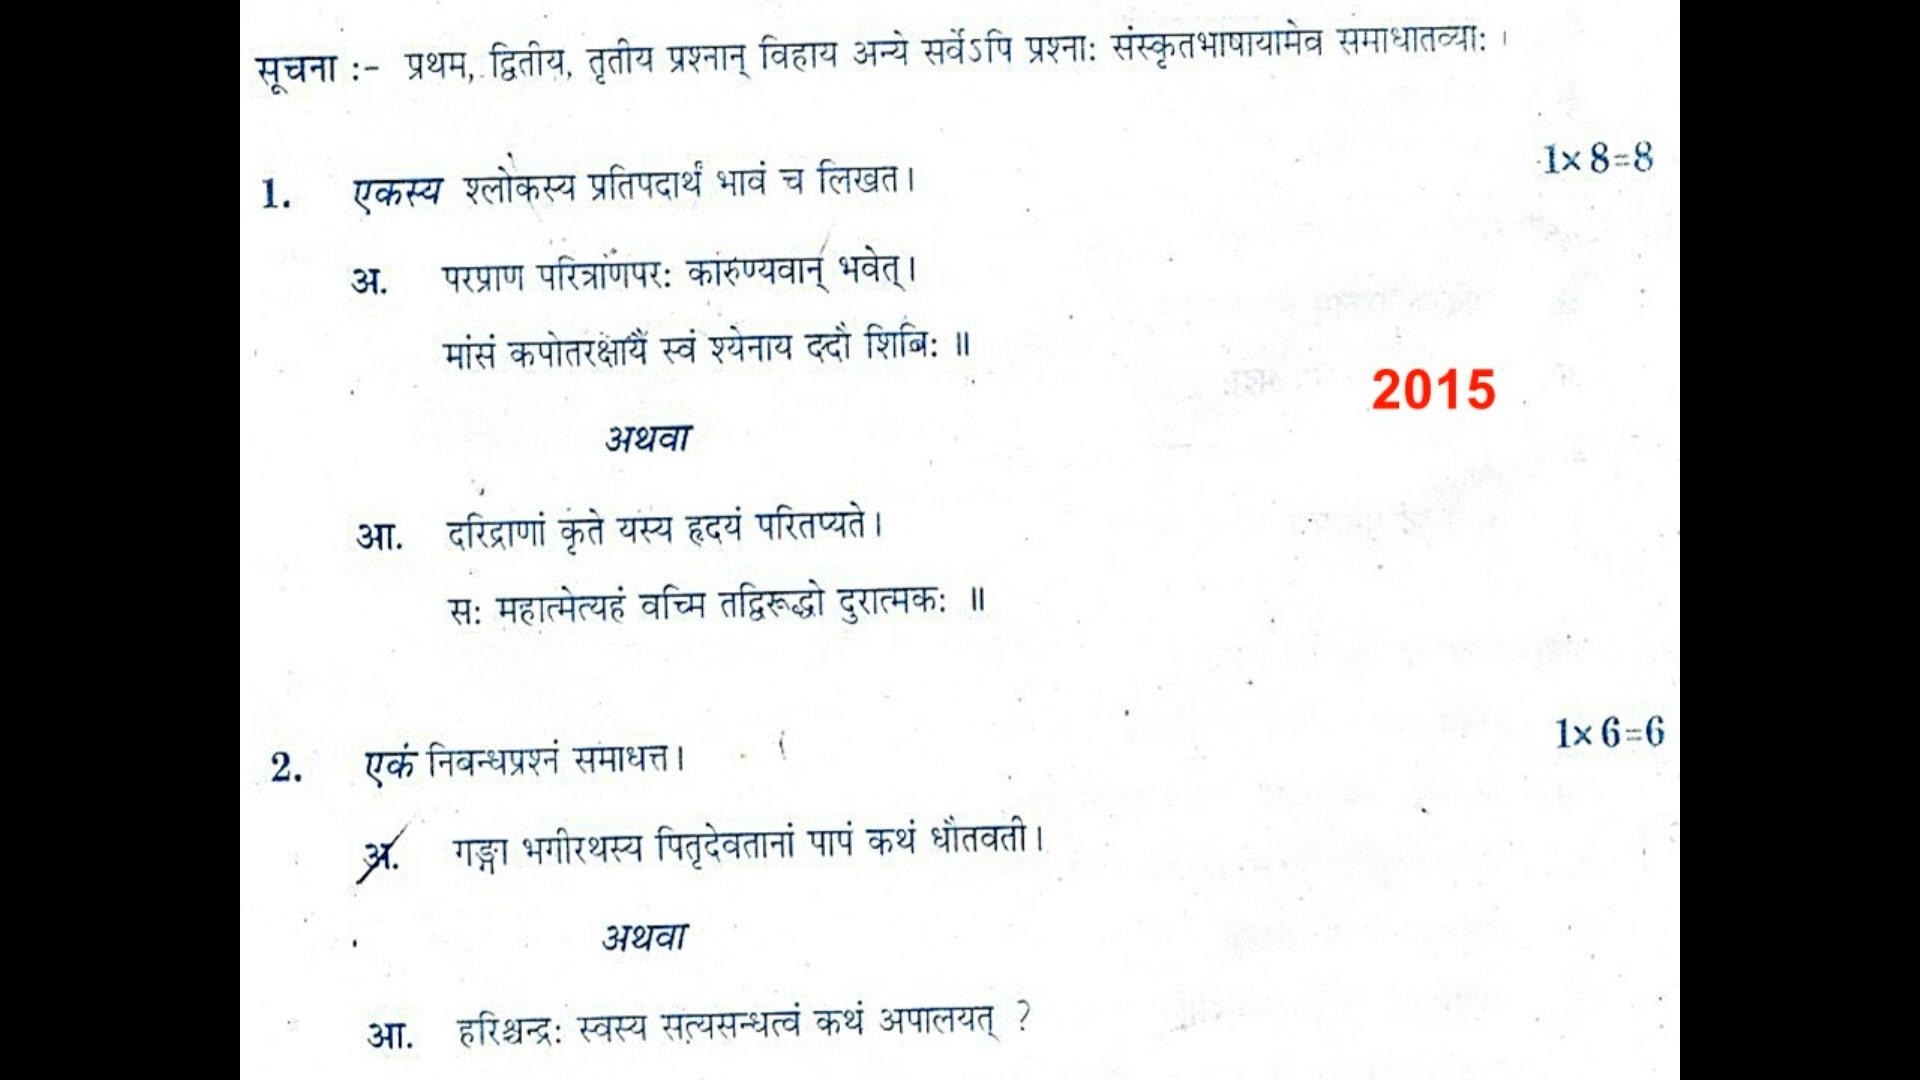 सूचना :- प्रथम, द्वितीय, तृतीय प्रश्नान् विहाय अन्ये सर्वेऽपि प्रश्नाः संस्कृतभाषायामेव समाधातव्याः ।
1. एकस्य श्लोकस्य प्रतिपदार्थं भावं च लिखत। 1×8=8
अ. परप्राण परित्राणपरः कारुण्यवान् भवेत्।
मांसं कपोतरक्षायै स्वं श्येनाय ददौ शिबिः ॥
2015
अथवा
आ. दरिद्राणां कृते यस्य हृदयं परितप्यते।
सः महात्मेत्यहं वच्मि तद्विरूद्धो दुरात्मकः ॥
2. एकं निबन्धप्रश्नं समाधत्त। 1×6=6
अ. गङ्गा भगीरथस्य पितृदेवतानां पापं कथं धौतवती।
अथवा
आ. हरिश्चन्द्रः स्वस्य सत्यसन्धत्वं कथं अपालयत् ?